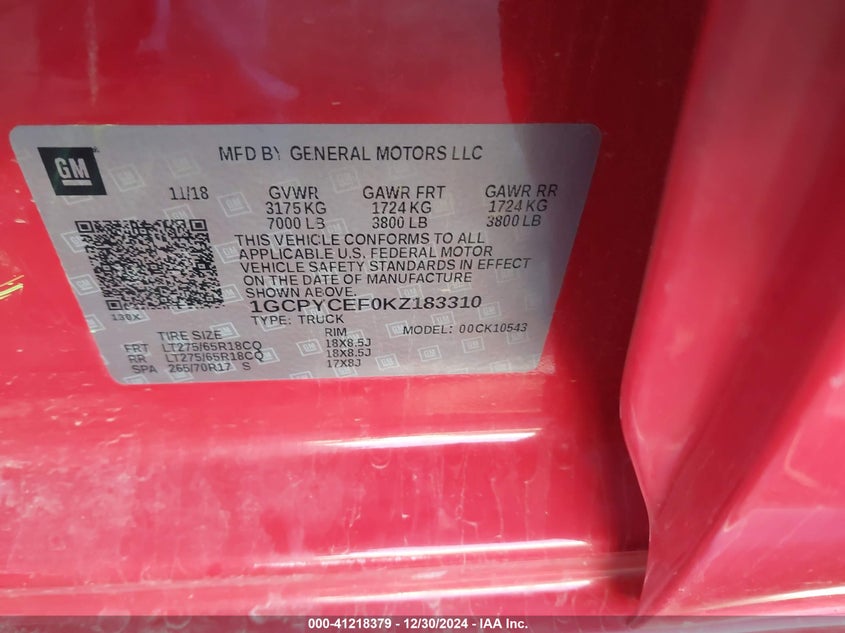 GM
MFD BY GENERAL MOTORS LLC
11/18 GVWR GAWR FRT GAWR RR
3175 KG 1724 KG 1724 KG
7000 LB 3800 LB 3800 LB
THIS VEHICLE CONFORMS TO ALL
APPLICABLE U.S. FEDERAL MOTOR
VEHICLE SAFETY STANDARDS IN EFFECT
ON THE DATE OF MANUFACTURE
SHOWN ABOVE.
138X
1GCPYCEF0KZ183310
TYPE: TRUCK MODEL: 00CK10543
TIRE SIZE RIM
FRT LT275/65R18CQ 18X8.5J
RR LT275/65R18CQ 18X8.5J
SPA 265/70R17 S 17X8J
000-41218379 - 12/30/2024 - IAA Inc.